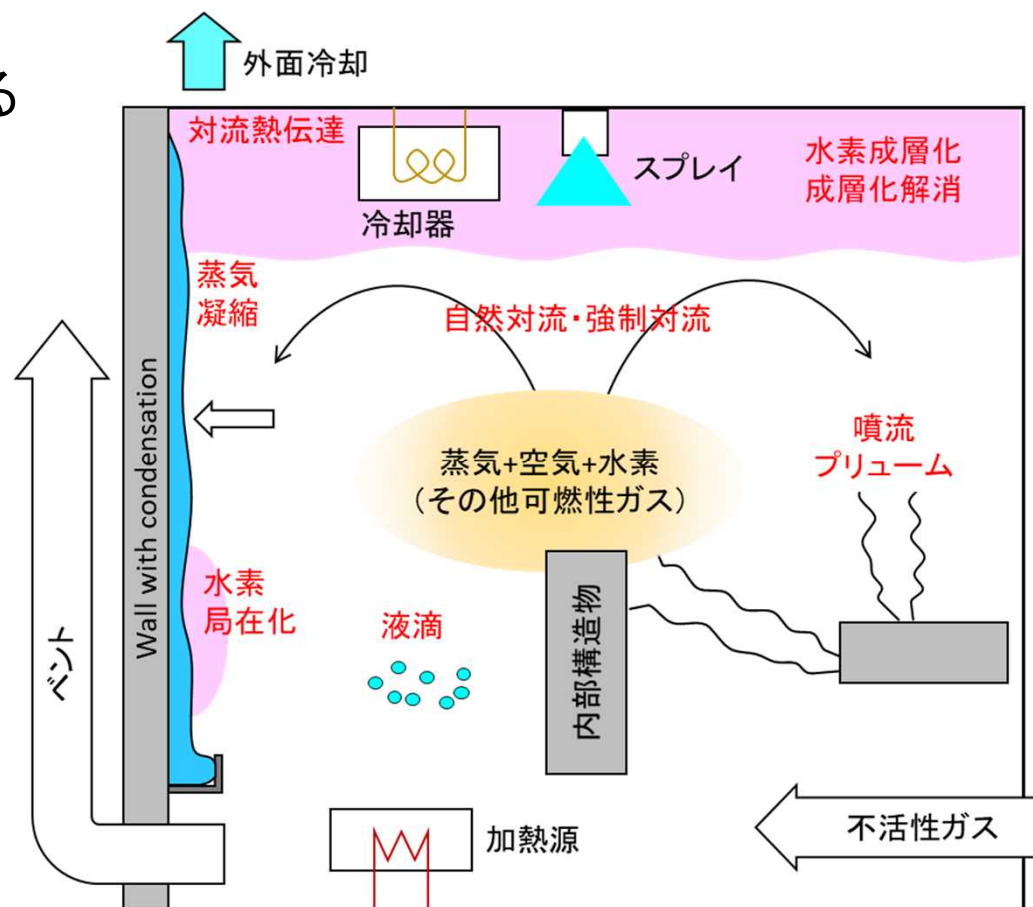 る
外面冷却
対流熱伝達
スプレイ
水素成層化
成層化解消
冷却器
蒸気
凝縮
自然対流・強制対流
Wall with condensation
噴流
プリューム
蒸気+空気+水素
(その他可燃性ガス)
水素
局在化
液滴
内部構造物
ベント
加熱源
不活性ガス